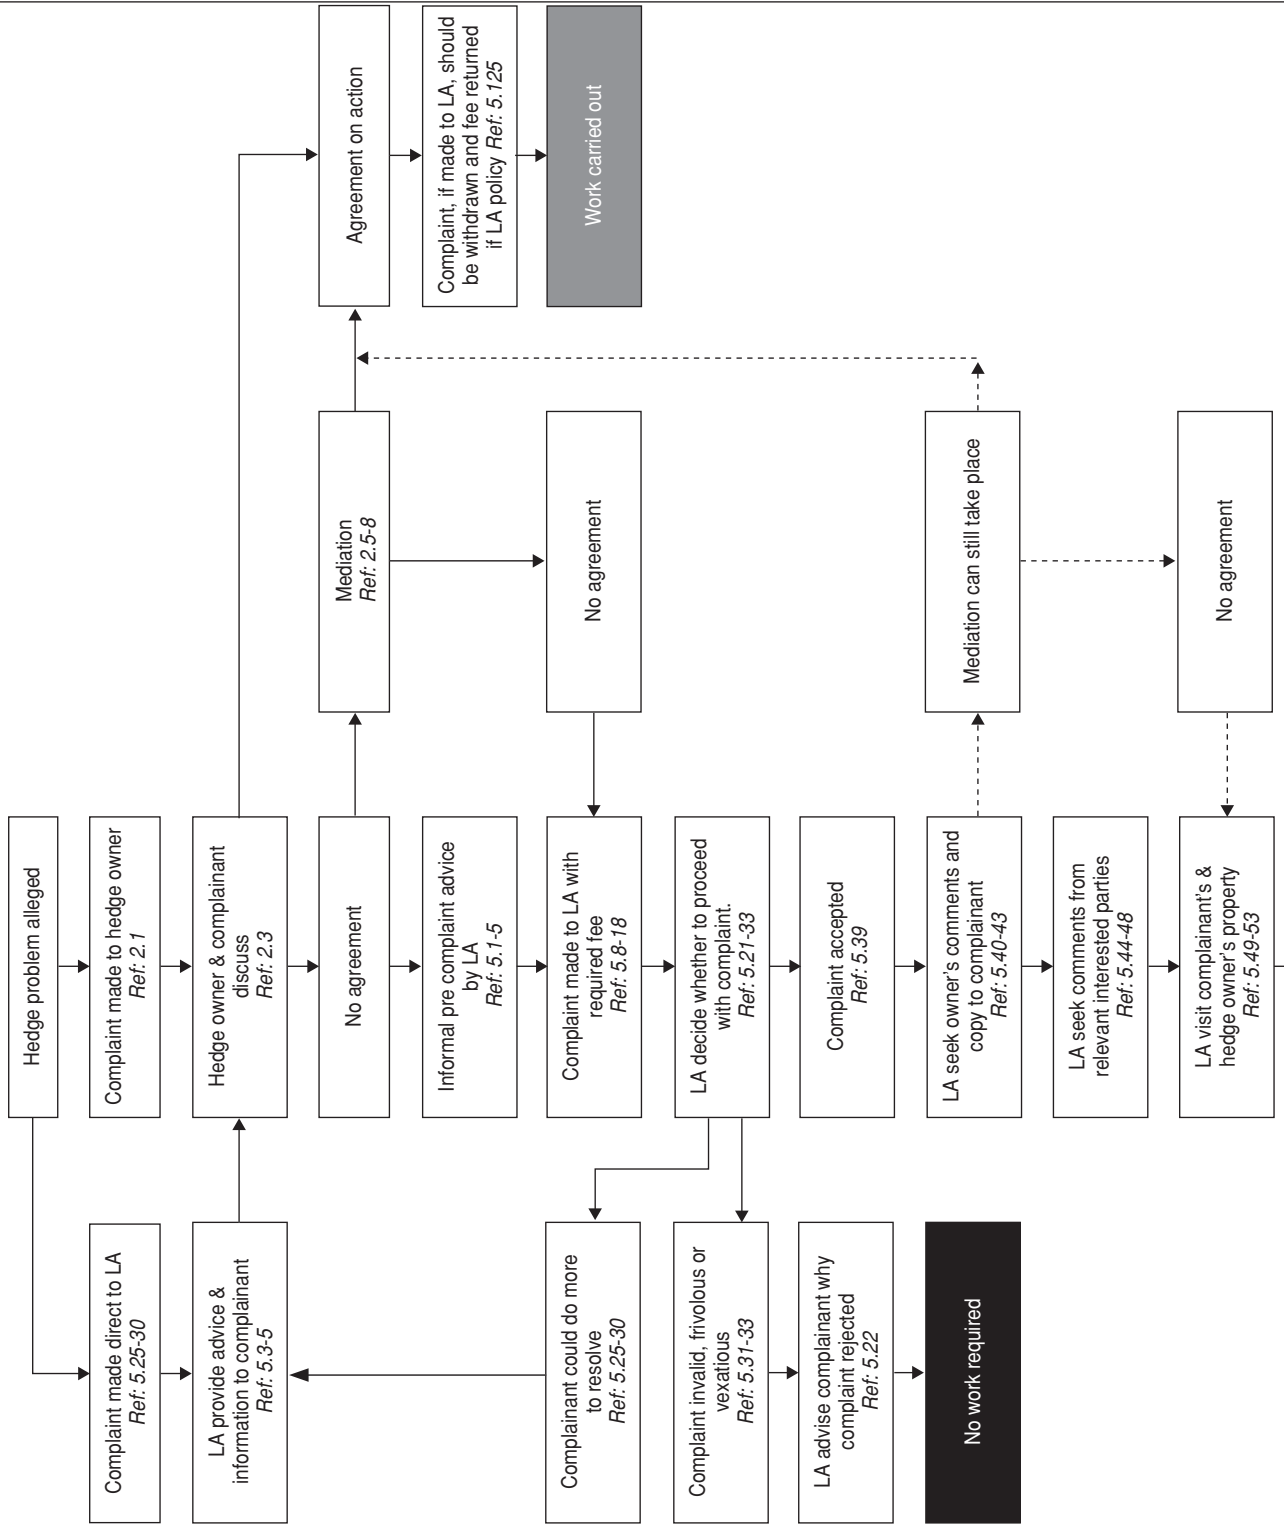 Hedge problem alleged
Complaint made direct to LA
Ref: 5.25-30
Complaint made to hedge owner
Ref: 2.1
LA provide advice &
information to complainant
Ref: 5.3-5
Hedge owner & complainant
discuss
Ref: 2.3
No agreement
Mediation
Ref: 2.5-8
Agreement on action
Informal pre complaint advice
by LA
Ref: 5.1-5
Complaint, if made to LA, should
be withdrawn and fee returned
if LA policy Ref: 5.125
Complainant could do more
to resolve
Ref: 5.25-30
Complaint made to LA with
required fee
Ref: 5.8-18
No agreement
Work carried out
Complaint invalid, frivolous or
vexatious
Ref: 5.31-33
LA decide whether to proceed
with complaint.
Ref: 5.21-33
LA advise complainant why
complaint rejected
Ref: 5.22
Complaint accepted
Ref: 5.39
No work required
LA seek owner's comments and
copy to complainant
Ref: 5.40-43
Mediation can still take place
LA seek comments from
relevant interested parties
Ref: 5.44-48
LA visit complainant's &
hedge owner's property
Ref: 5.49-53
No agreement